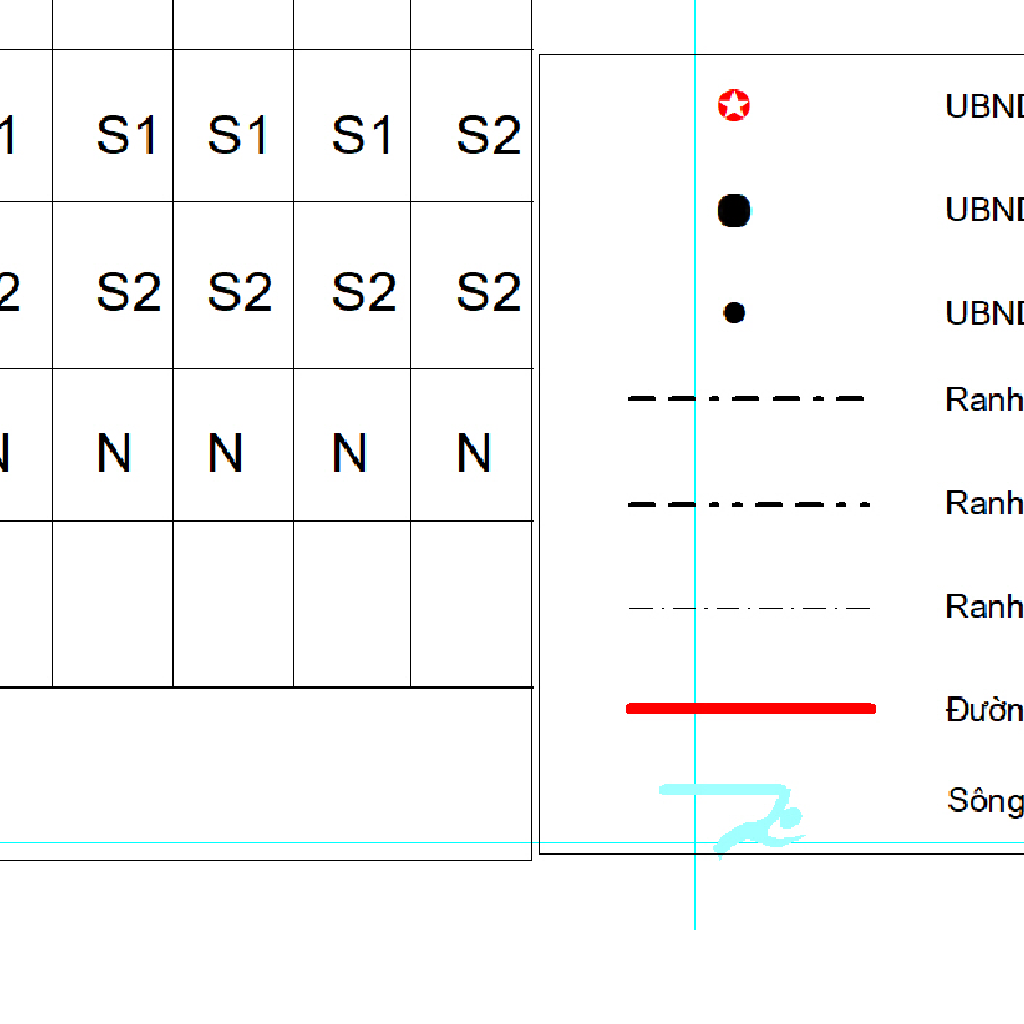 1 S1 S1 S1 S2
2 S2 S2 S2 S2
N N N N
UBND
UBND
UBND
Ranh
Ranh
Ranh
Đườn
Sông